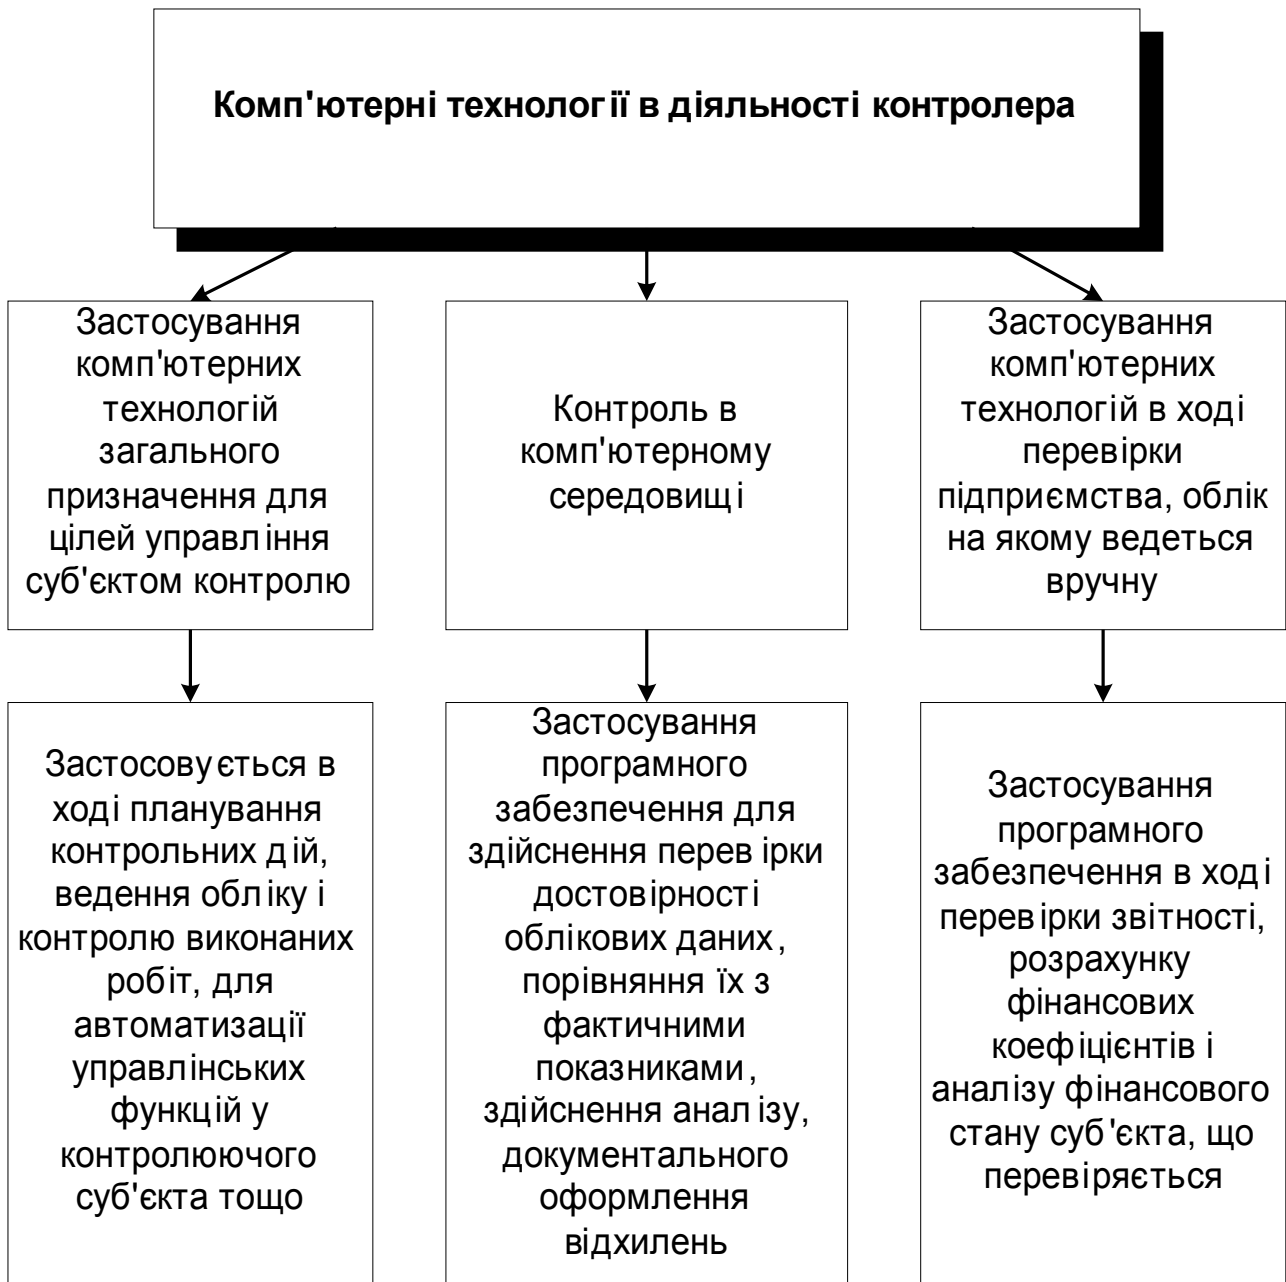 Комп'ютерні технології в діяльності контролера
Застосування
комп'ютерних
технологій
загального
призначення для
цілей управління
суб'єктом контролю
Контроль в
комп'ютерному
середовищі
Застосування
комп'ютерних
технологій в ході
перевірки
підприємства, облік
на якому ведеться
вручну
Застосовується в
ході планування
контрольних дій,
ведення обліку і
контролю виконаних
робіт, для
автоматизації
управлінських
функцій у
контролюючого
суб'єкта тощо
Застосування
програмного
забезпечення для
здійснення перевірки
достовірності
облікових даних,
порівняння їх з
фактичними
показниками,
здійснення аналізу,
документального
оформлення
відхилень
Застосування
програмного
забезпечення в ході
перевірки звітності,
розрахунку
фінансових
коефіцієнтів і
аналізу фінансового
стану суб'єкта, що
перевіряється